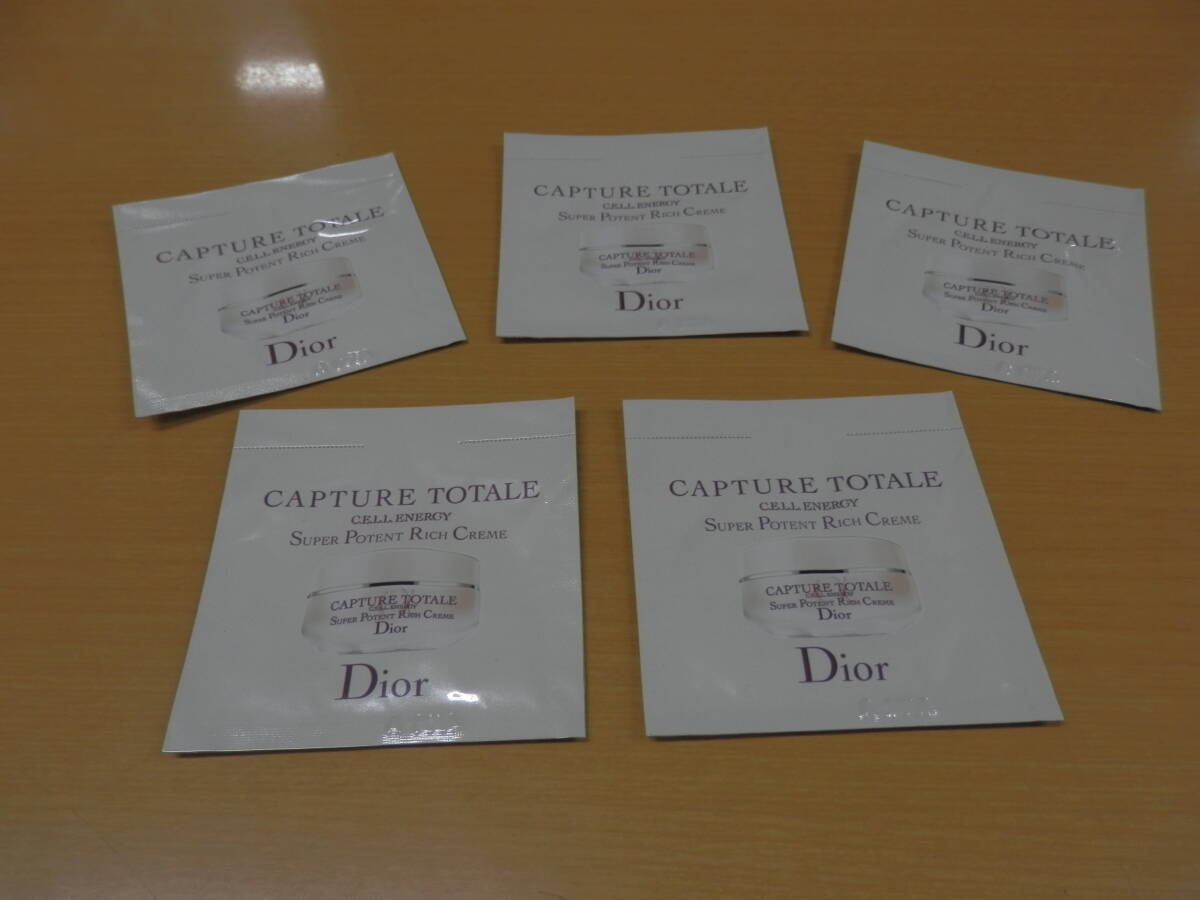 CAPTURE TOTALE
C.E.L.L. ENERGY
SUPER POTENT RICH CREME
CAPTURE TOTALE
SUPER POTENT RICH CREME
Dior
Dior
CAPTURE TOTALE
C.E.L.L. ENERGY
SUPER POTENT RICH CREME
CAPTURE TOTALE
SUPER POTENT RICH CREME
Dior
Dior
CAPTURE TOTALE
C.E.L.L. ENERGY
SUPER POTENT RICH CREME
CAPTURE TOTALE
SUPER POTENT RICH CREME
Dior
Dior
CAPTURE TOTALE
C.E.L.L. ENERGY
SUPER POTENT RICH CREME
CAPTURE TOTALE
C.E.L.L. ENERGY
SUPER POTENT RICH CREME
Dior
Dior
CAPTURE TOTALE
C.E.L.L. ENERGY
SUPER POTENT RICH CREME
CAPTURE TOTALE
C.E.L.L. ENERGY
SUPER POTENT RICH CREME
Dior
Dior